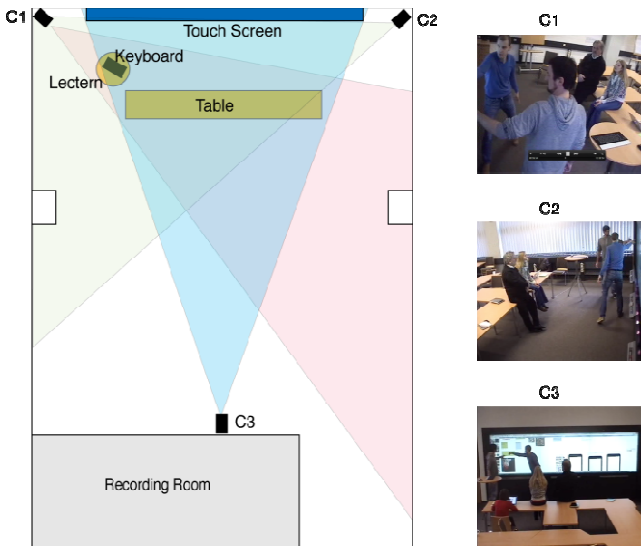 C1
C2
Touch Screen
Keyboard
Lectern
Table
C3
Recording Room
C1
C2
C3